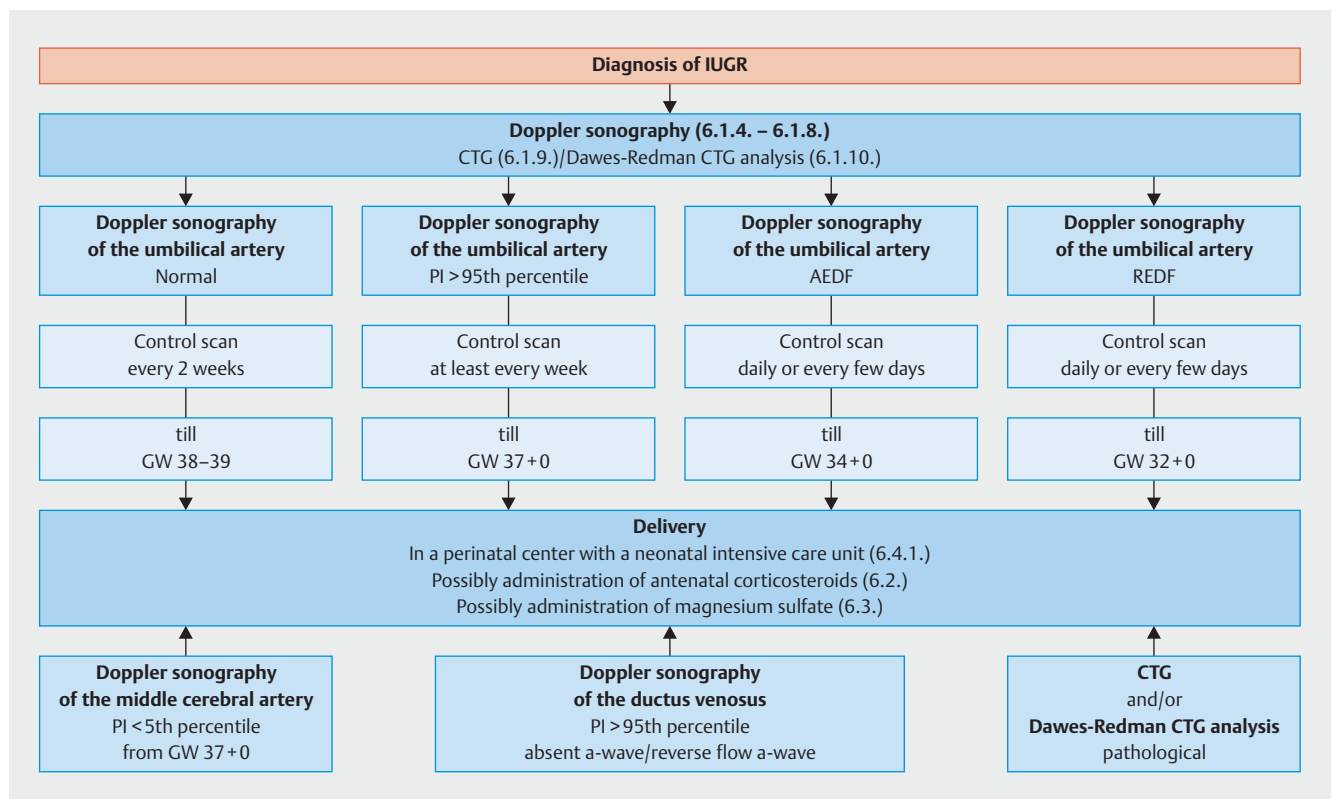 Diagnosis of IUGR
Doppler sonography (6.1.4. – 6.1.8.)
CTG (6.1.9.)/Dawes-Redman CTG analysis (6.1.10.)
Doppler sonography
of the umbilical artery
Normal
Doppler sonography
of the umbilical artery
PI > 95th percentile
Doppler sonography
of the umbilical artery
AEDF
Doppler sonography
of the umbilical artery
REDF
Control scan
every 2 weeks
Control scan
at least every week
Control scan
daily or every few days
Control scan
daily or every few days
till
GW 38–39
till
GW 37+0
till
GW 34+0
till
GW 32+0
Delivery
In a perinatal center with a neonatal intensive care unit (6.4.1.)
Possibly administration of antenatal corticosteroids (6.2.)
Possibly administration of magnesium sulfate (6.3.)
Doppler sonography
of the middle cerebral artery
PI < 5th percentile
from GW 37+0
Doppler sonography
of the ductus venosus
PI > 95th percentile
absent a-wave/reverse flow a-wave
CTG
and/or
Dawes-Redman CTG analysis
pathological